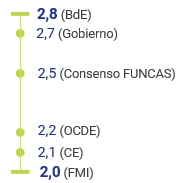 2,8 (BdE)
2,7 (Gobierno)
2,5 (Consenso FUNCAS)
2,2 (OCDE)
2,1 (CE)
2,0 (FMI)